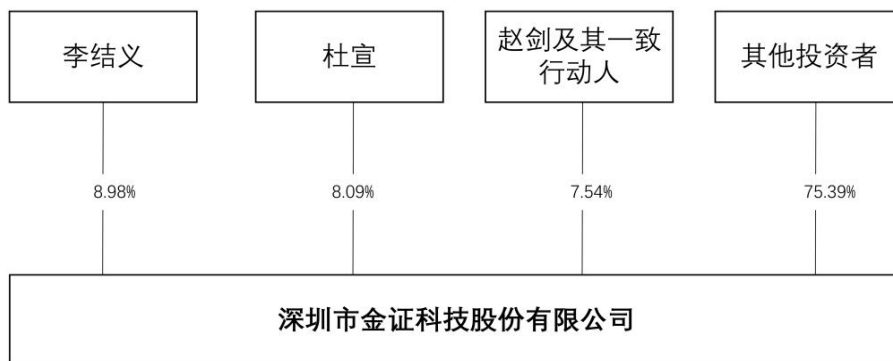 李结义
杜宣
赵剑及其一致
行动人
其他投资者
8.98%
8.09%
7.54%
75.39%
深圳市金证科技股份有限公司